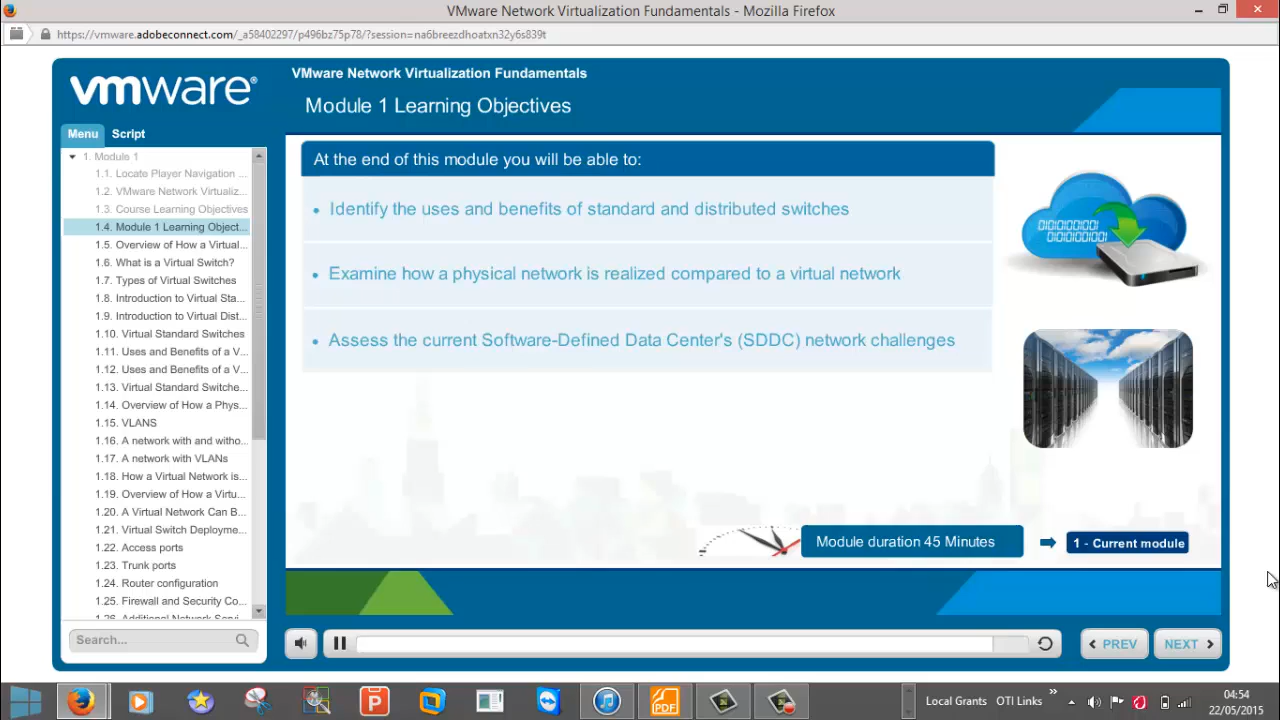 VMware Network Virtualization Fundamentals - Mozilla Firefox
https://vmware.adobeconnect.com/_a58402297/p496bz75p78/?session=na6breezdhoatxn32y6s839t
vmware®
VMware Network Virtualization Fundamentals
Module 1 Learning Objectives
Menu
Script
1. Module 1
1.1. Locate Player Navigation ...
1.2. VMware Network Virtualiz...
1.3. Course Learning Objectives
1.4. Module 1 Learning Object...
1.5. Overview of How a Virtual...
1.6. What is a Virtual Switch?
1.7. Types of Virtual Switches
1.8. Introduction to Virtual Sta...
1.9. Introduction to Virtual Dist...
1.10. Virtual Standard Switches
1.11. Uses and Benefits of a V...
1.12. Uses and Benefits of a V...
1.13. Virtual Standard Switche...
1.14. Overview of How a Phys...
1.15. VLANS
1.16. A network with and witho...
1.17. A network with VLANs
1.18. How a Virtual Network is...
1.19. Overview of How a Virtu...
1.20. A Virtual Network Can B...
1.21. Virtual Switch Deployme...
1.22. Access ports
1.23. Trunk ports
1.24. Router configuration
1.25. Firewall and Security Co...
1.26. Additional Network Servi...
Search...
At the end of this module you will be able to:
• Identify the uses and benefits of standard and distributed switches
• Examine how a physical network is realized compared to a virtual network
• Assess the current Software-Defined Data Center's (SDDC) network challenges
Module duration 45 Minutes
1 - Current module
PREV
NEXT
Local Grants
OTI Links
04:54
22/05/2015